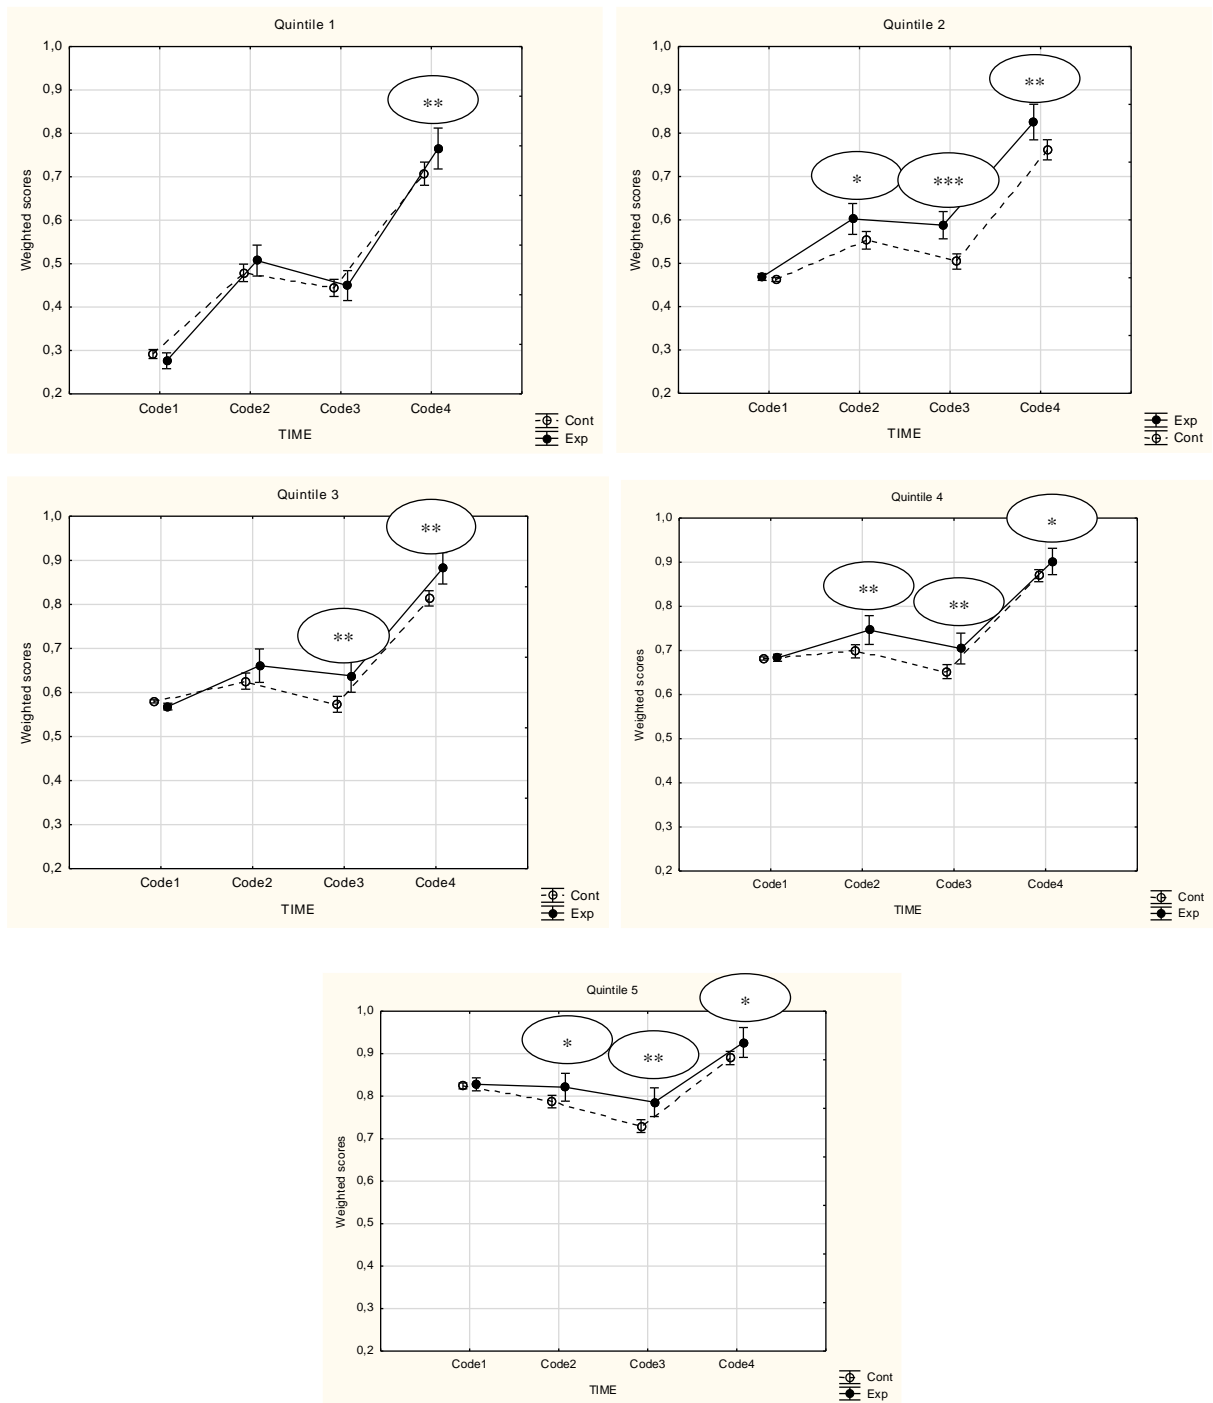 Quintile 1
1,0
0,9
0,8
0,7
0,6
0,5
0,4
0,3
0,2
Weighted scores
**
Code1 Code2 Code3 Code4
TIME
Cont
Exp
Quintile 2
1,0
0,9
0,8
0,7
0,6
0,5
0,4
0,3
0,2
Weighted scores
**
* ***
Code1 Code2 Code3 Code4
TIME
Exp
Cont
Quintile 3
1,0
0,9
0,8
0,7
0,6
0,5
0,4
0,3
0,2
Weighted scores
**
**
Code1 Code2 Code3 Code4
TIME
Cont
Exp
Quintile 4
1,0
0,9
0,8
0,7
0,6
0,5
0,4
0,3
0,2
Weighted scores
*
** **
Code1 Code2 Code3 Code4
TIME
Cont
Exp
Quintile 5
1,0
0,9
0,8
0,7
0,6
0,5
0,4
0,3
0,2
Weighted scores
*
* **
Code1 Code2 Code3 Code4
TIME
Cont
Exp